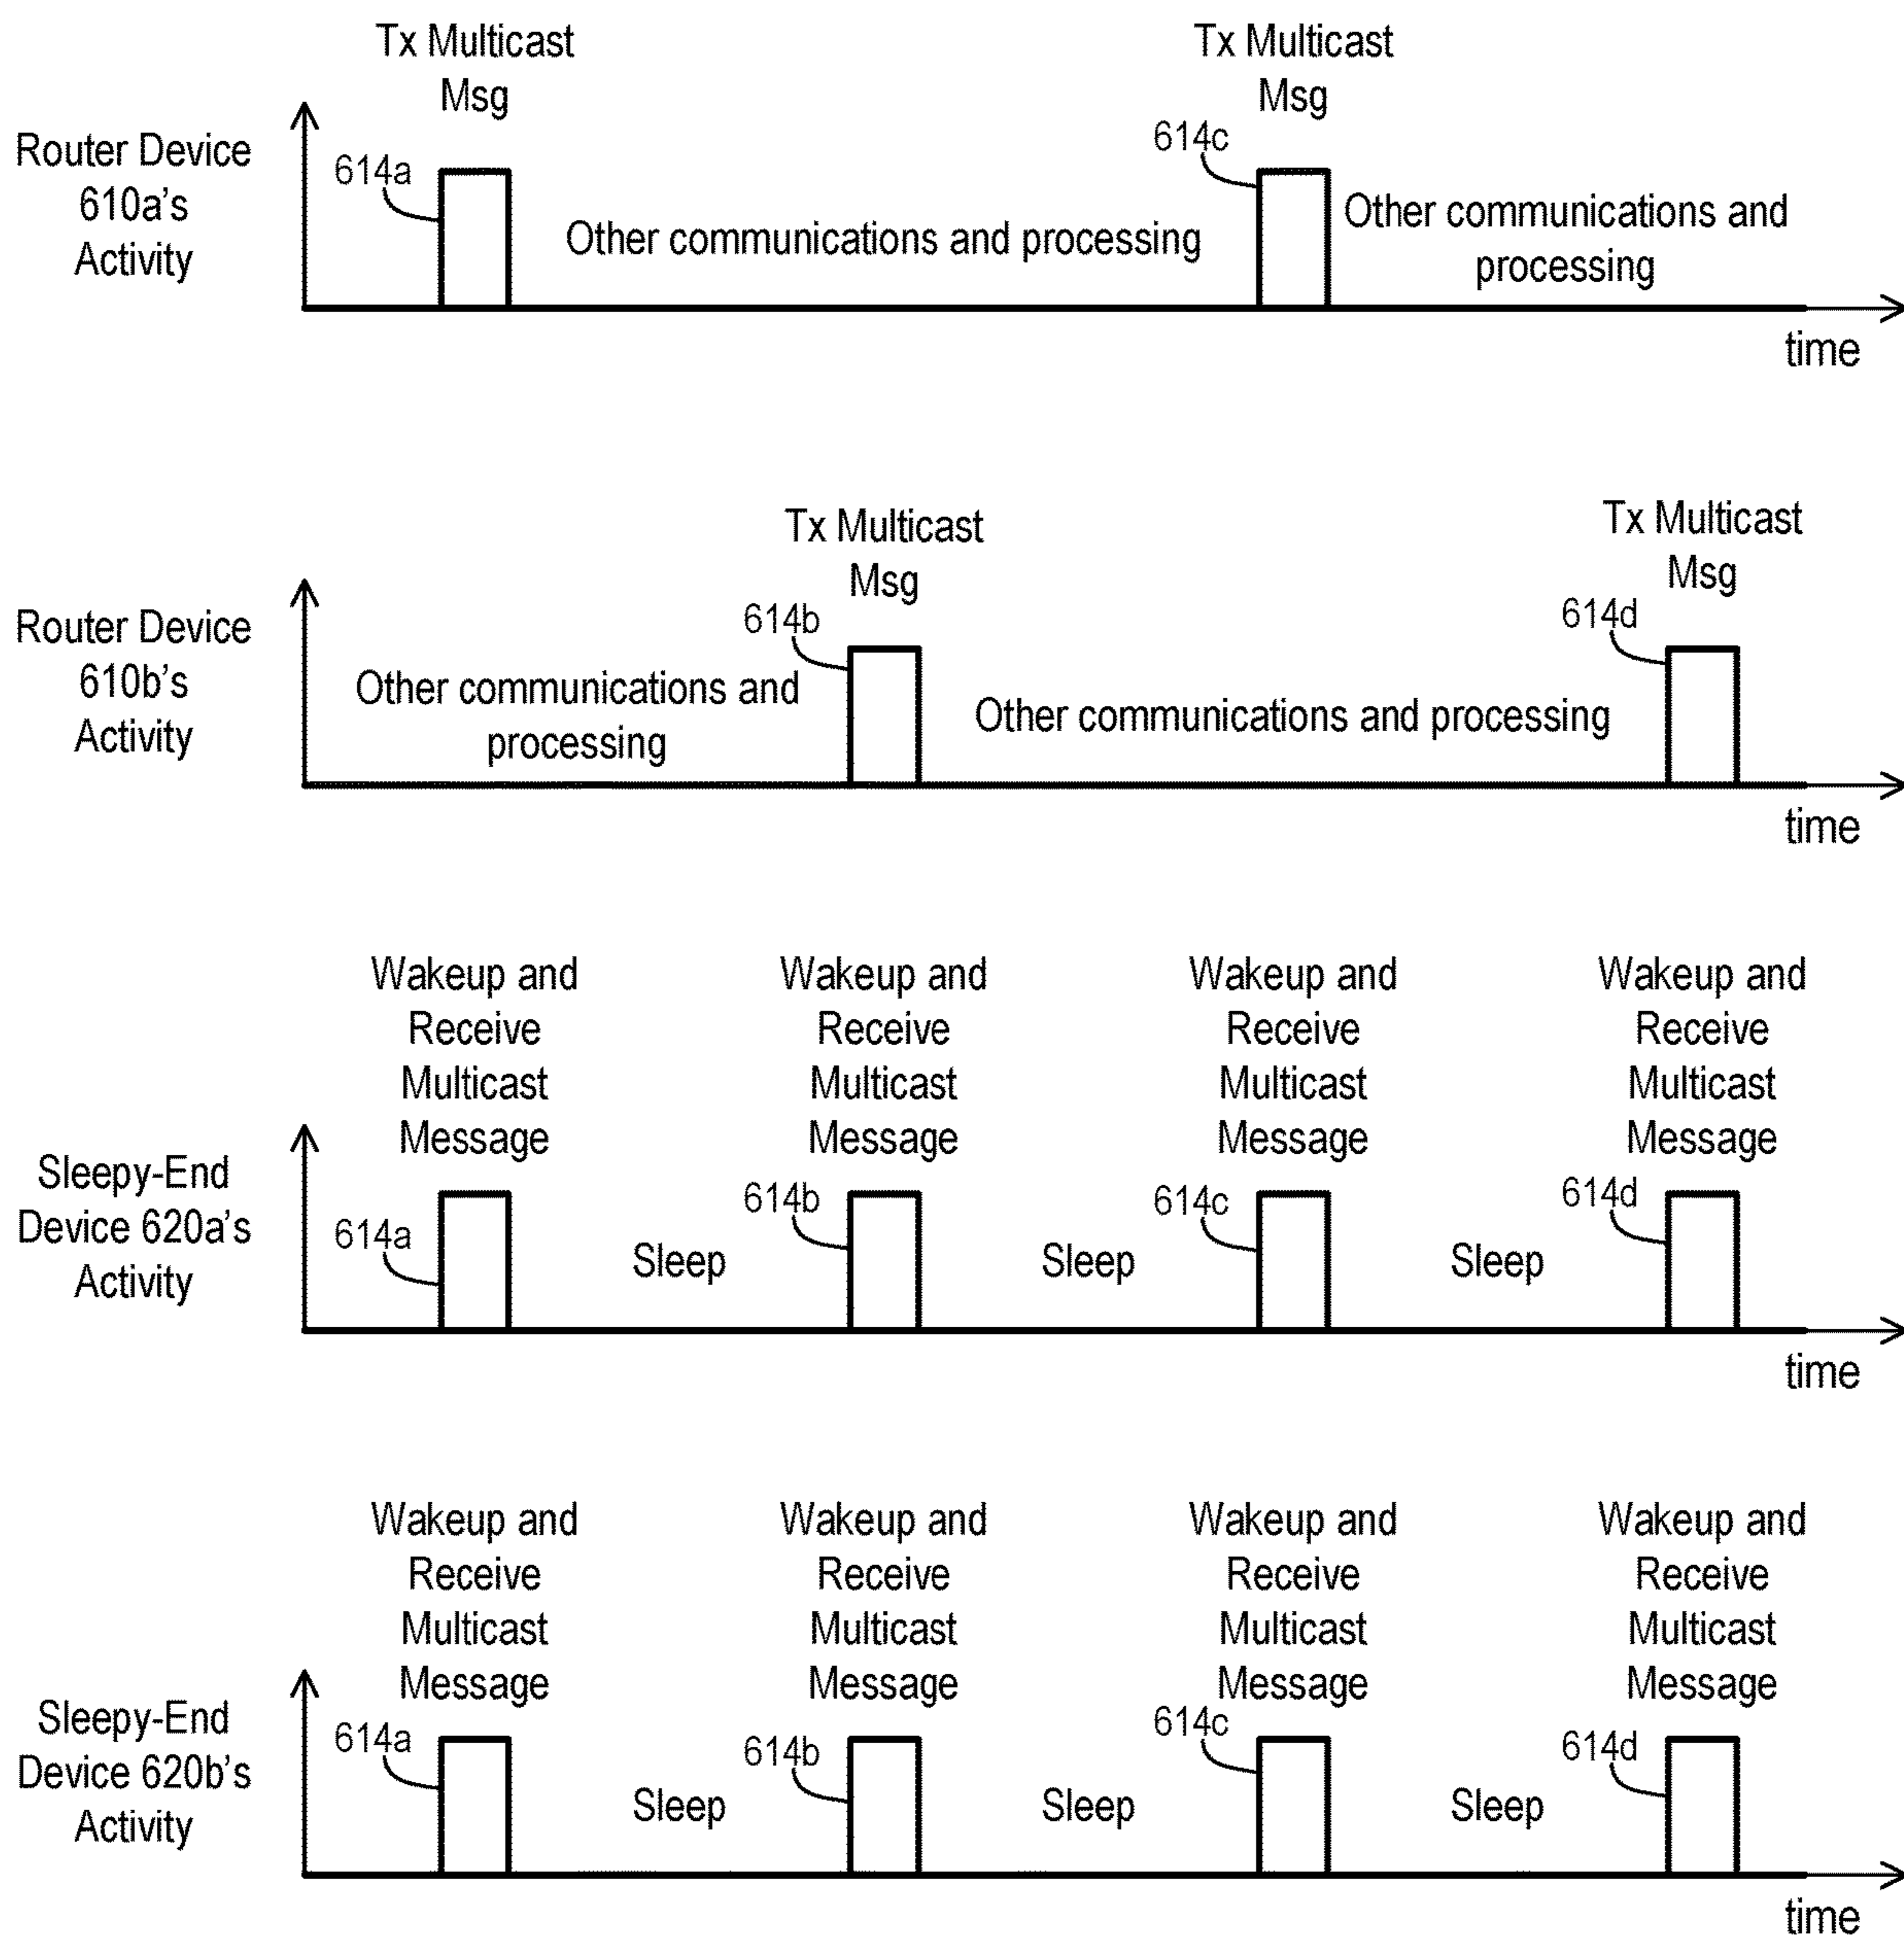 Tx Multicast
Msg
Tx Multicast
Msg
Router Device
610a's
Activity
614a
614c
Other communications and processing
Other communications and
processing
time
Tx Multicast
Msg
Tx Multicast
Msg
Router Device
610b's
Activity
614b
614d
Other communications and
processing
Other communications and processing
time
Wakeup and
Receive
Multicast
Message
Wakeup and
Receive
Multicast
Message
Wakeup and
Receive
Multicast
Message
Wakeup and
Receive
Multicast
Message
Sleepy-End
Device 620a's
Activity
614a
Sleep
614b
Sleep
614c
Sleep
614d
time
Wakeup and
Receive
Multicast
Message
Wakeup and
Receive
Multicast
Message
Wakeup and
Receive
Multicast
Message
Wakeup and
Receive
Multicast
Message
Sleepy-End
Device 620b's
Activity
614a
Sleep
614b
Sleep
614c
Sleep
614d
time